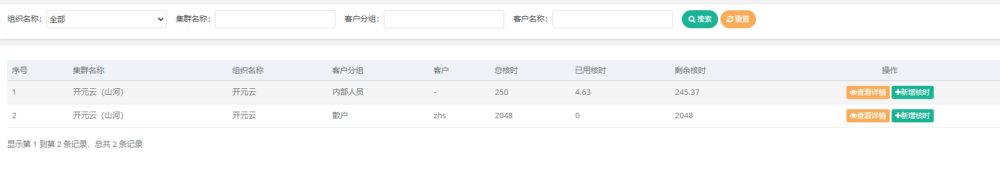 组织名称： 全部 集群名称： 客户分组： 客户名称： 搜索 重置
序号 集群名称 组织名称 客户分组 客户 总核时 已用核时 剩余核时 操作
1 开元云（山河） 开元云 内部人员 - 250 4.63 245.37 查看详情 新增核时
2 开元云（山河） 开元云 散户 zhs 2048 0 2048 查看详情 新增核时
显示第 1 到第 2 条记录，总共 2 条记录